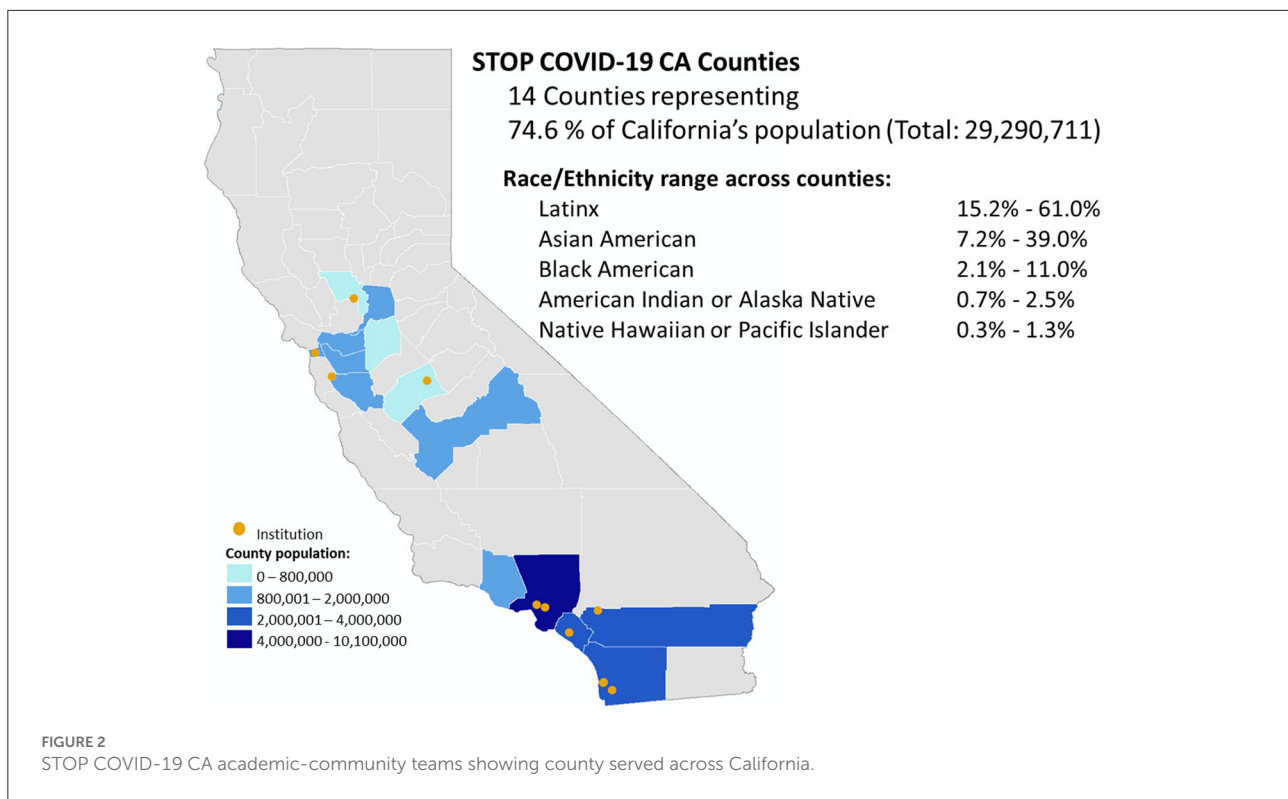 STOP COVID-19 CA Counties
14 Counties representing
74.6 % of California's population (Total: 29,290,711)
Race/Ethnicity range across counties:
Latinx 15.2% - 61.0%
Asian American 7.2% - 39.0%
Black American 2.1% - 11.0%
American Indian or Alaska Native 0.7% - 2.5%
Native Hawaiian or Pacific Islander 0.3% - 1.3%
Institution
County population:
0 – 800,000
800,001 – 2,000,000
2,000,001 – 4,000,000
4,000,000 - 10,100,000
FIGURE 2
STOP COVID-19 CA academic-community teams showing county served across California.